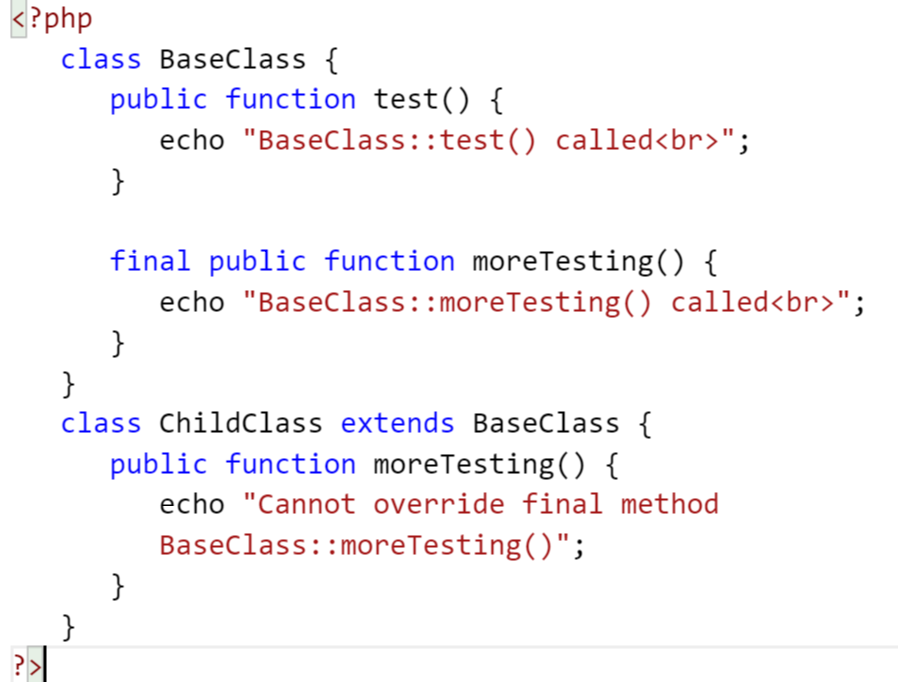 <?php
class BaseClass {
public function test() {
echo "BaseClass::test() called<br>";
}
final public function moreTesting() {
echo "BaseClass::moreTesting() called<br>";
}
}
class ChildClass extends BaseClass {
public function moreTesting() {
echo "Cannot override final method
BaseClass::moreTesting()";
}
}
?>